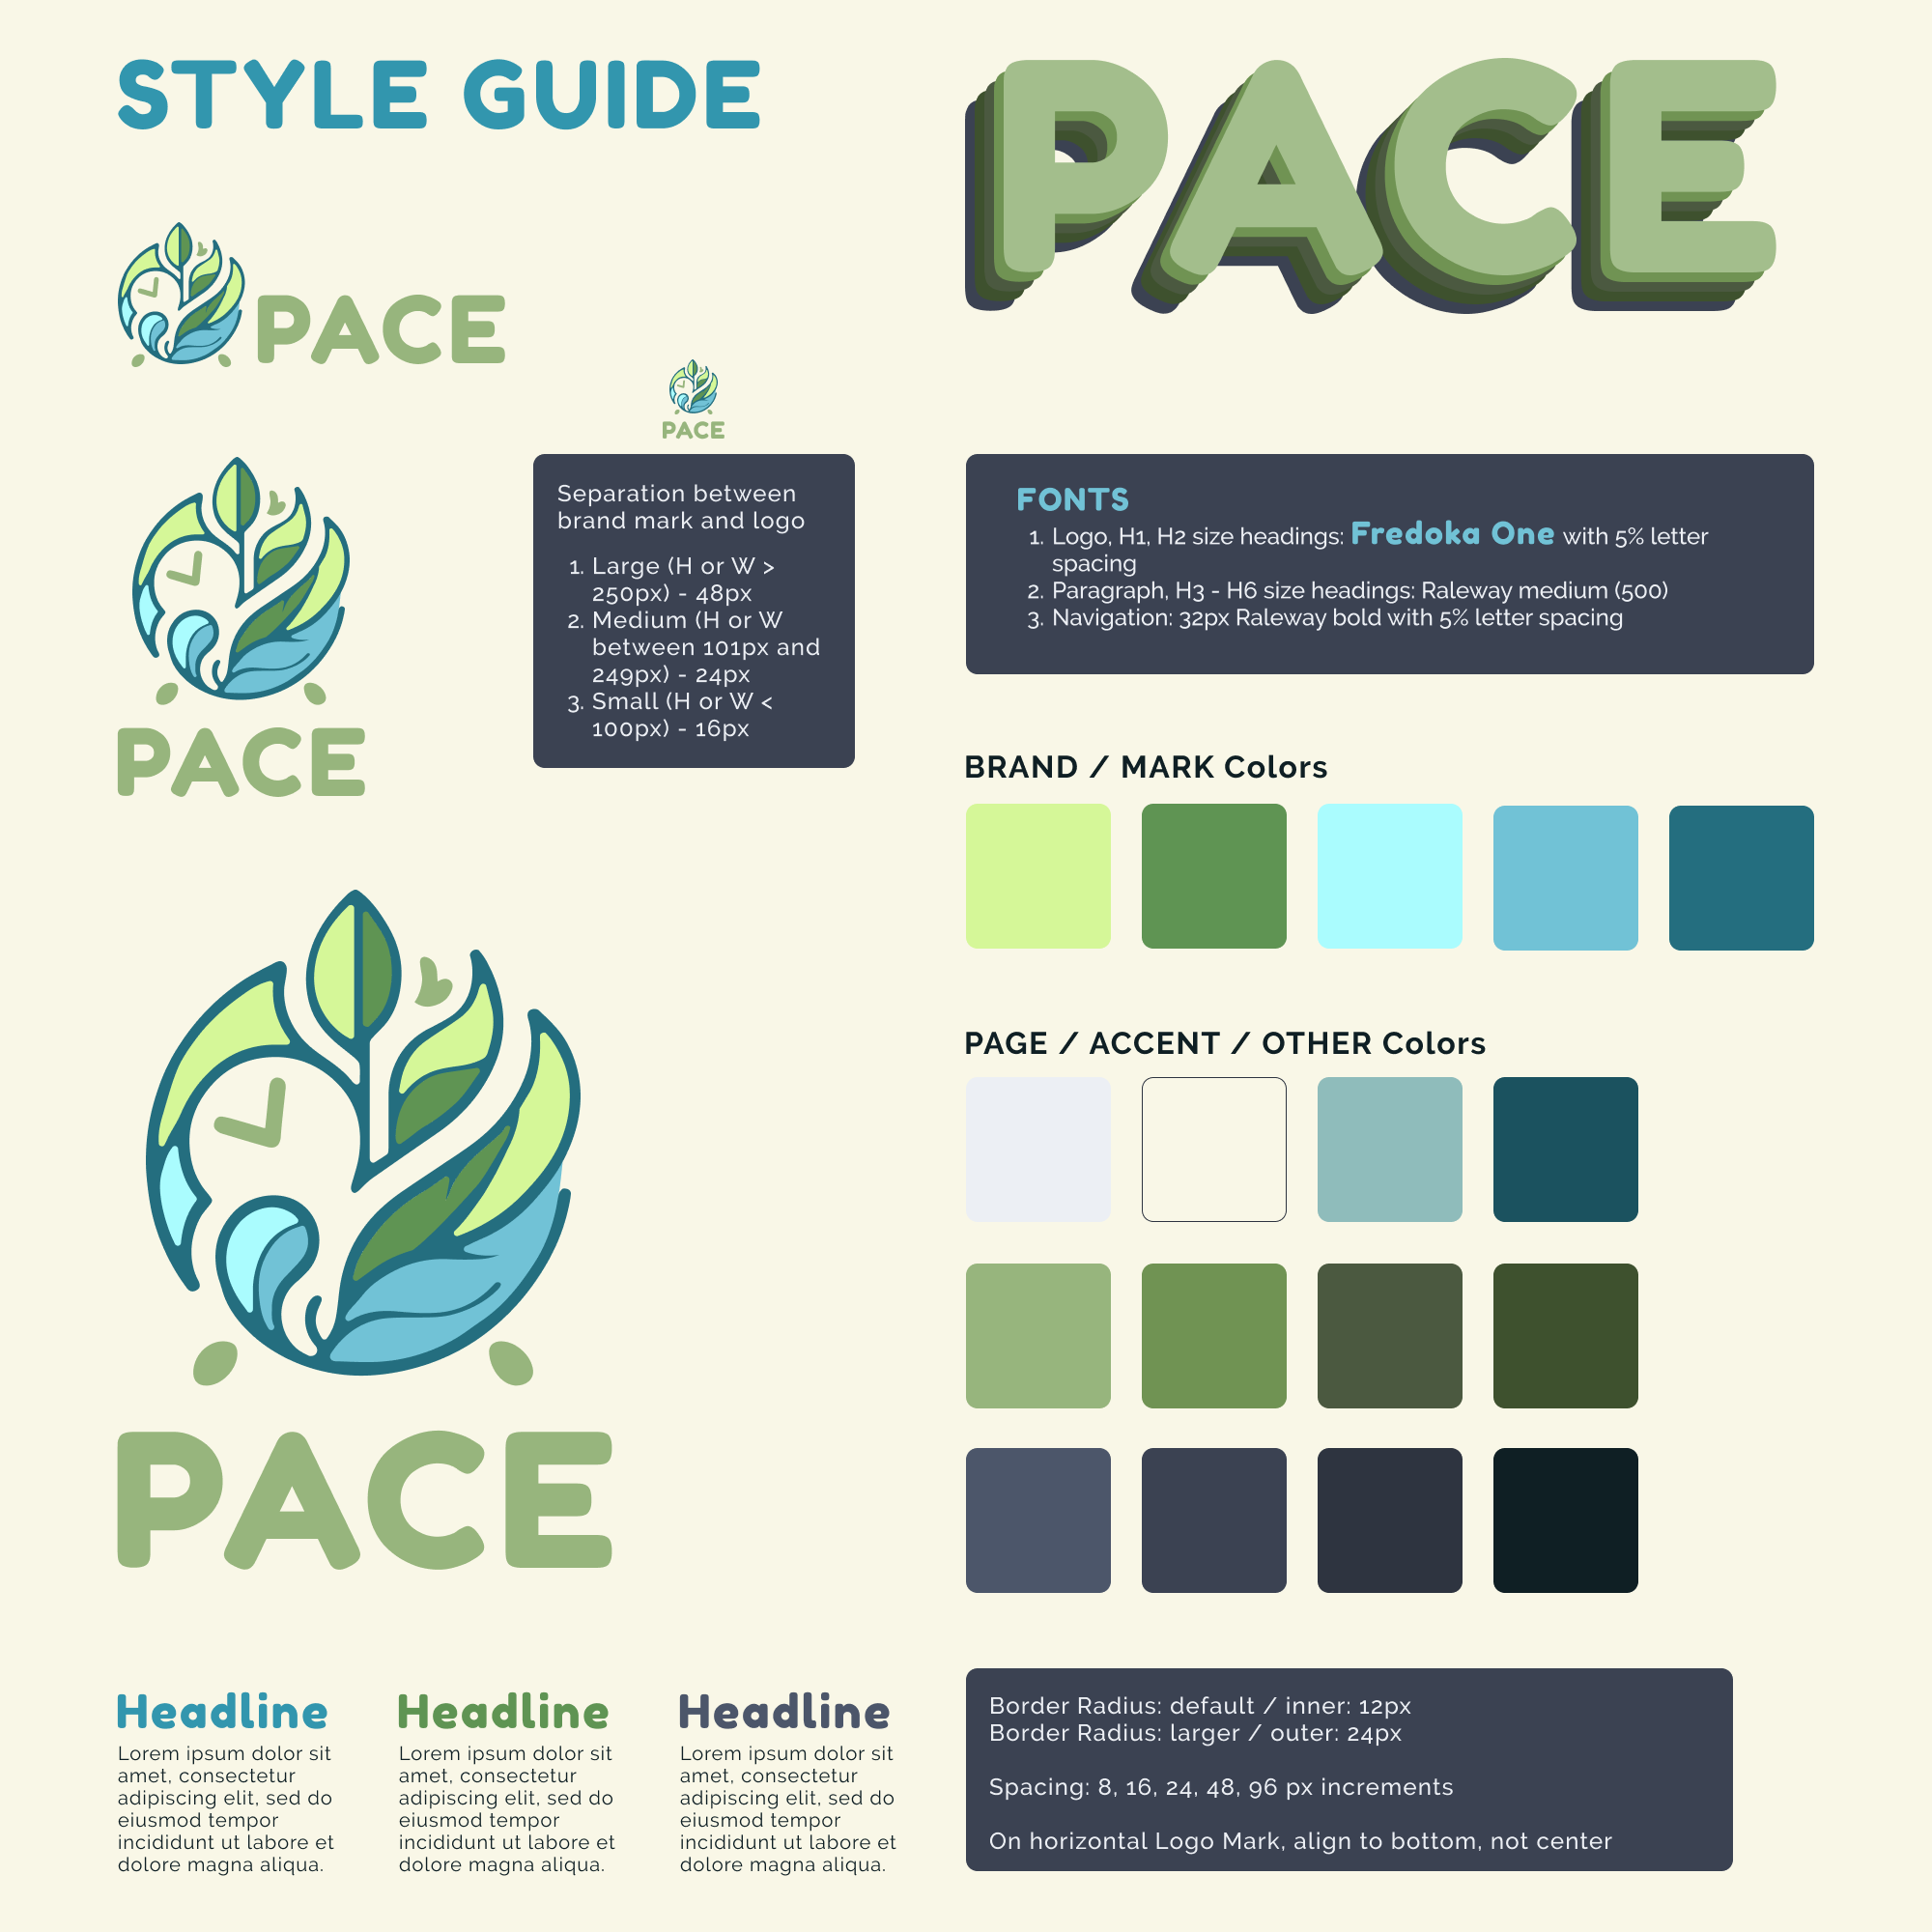 STYLE GUIDE
PACE
PACE
PACE
Separation between
brand mark and logo
1. Large (H or W >
250px) - 48px
2. Medium (H or W
between 101px and
249px) - 24px
3. Small (H or W <
100px) - 16px
PACE
PACE
Headline
Lorem ipsum dolor sit
amet, consectetur
adipiscing elit, sed do
eiusmod tempor
incididunt ut labore et
dolore magna aliqua.
Headline
Lorem ipsum dolor sit
amet, consectetur
adipiscing elit, sed do
eiusmod tempor
incididunt ut labore et
dolore magna aliqua.
Headline
Lorem ipsum dolor sit
amet, consectetur
adipiscing elit, sed do
eiusmod tempor
incididunt ut labore et
dolore magna aliqua.
FONTS
1. Logo, H1, H2 size headings: Fredoka One with 5% letter
spacing
2. Paragraph, H3 - H6 size headings: Raleway medium (500)
3. Navigation: 32px Raleway bold with 5% letter spacing
BRAND / MARK Colors
PAGE / ACCENT / OTHER Colors
Border Radius: default / inner: 12px
Border Radius: larger / outer: 24px
Spacing: 8, 16, 24, 48, 96 px increments
On horizontal Logo Mark, align to bottom, not center